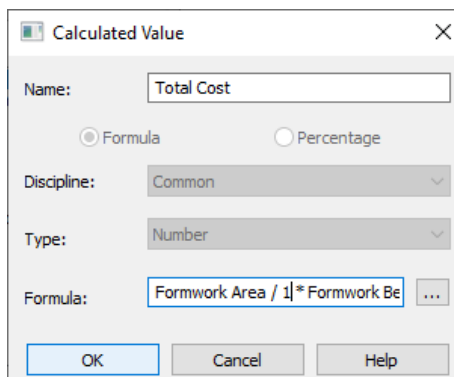 Calculated Value
Name: Total Cost
Formula Percentage
Discipline: Common
Type: Number
Formula: Formwork Area / 1 * Formwork Be ...
OK Cancel Help